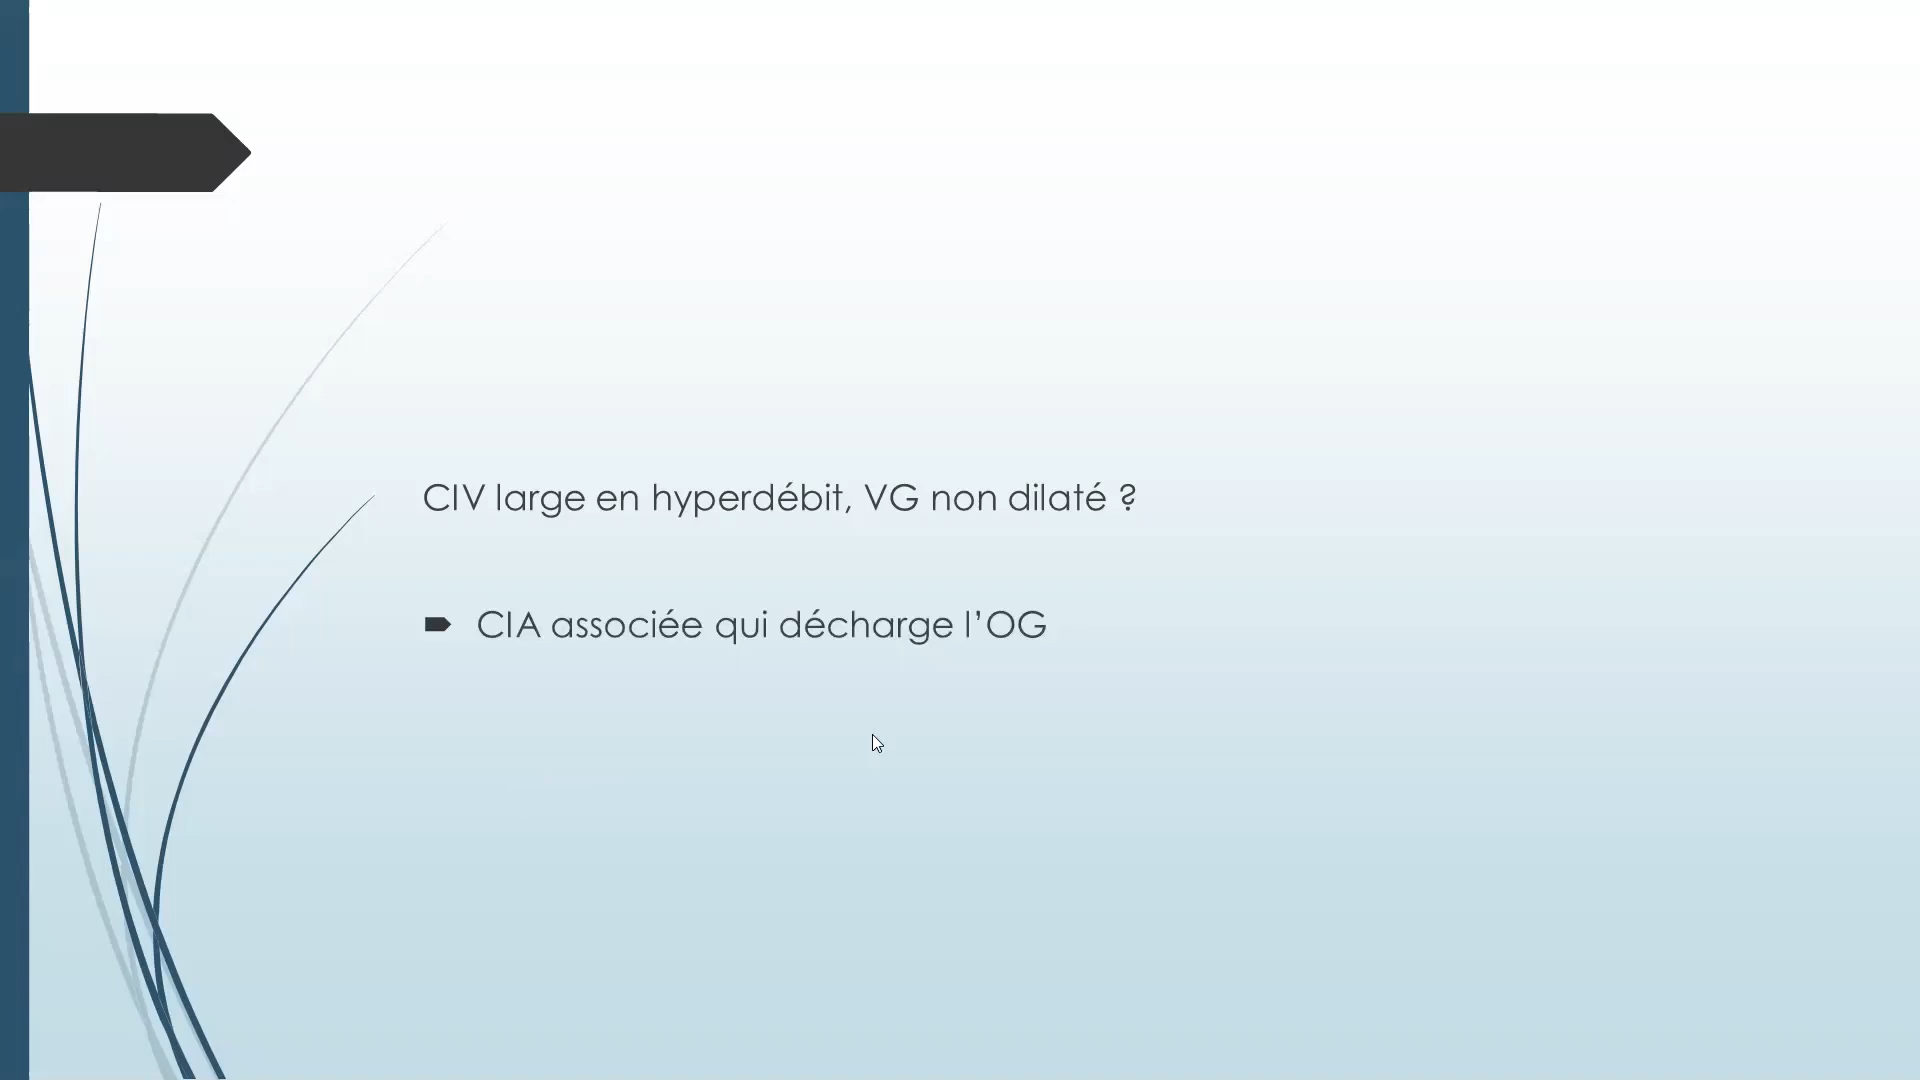 CIV large en hyperdébit, VG non dilaté ?
CIA associée qui décharge l'OG